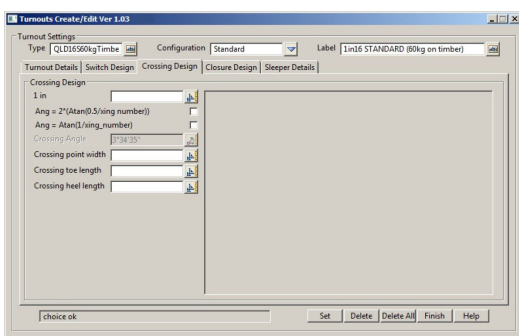 Turnouts Create/Edit Ver 1.03
Turnout Settings
Type QLD16S60kgTimbe Configuration Standard Label 1in16 STANDARD (60kg on timber)
Turnout Details Switch Design Crossing Design Closure Design Sleeper Details
Crossing Design
1 in
Ang = 2*(Atan(0.5/xing number))
Ang = Atan(1/xing_number)
Crossing Angle 3°34'35"
Crossing point width
Crossing toe length
Crossing heel length
choice ok Set Delete Delete All Finish Help